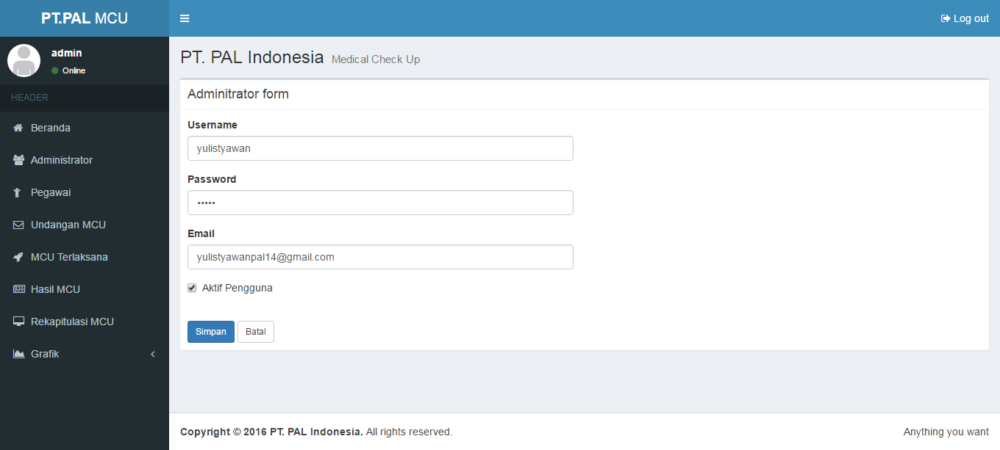 PT.PAL MCU
Log out
admin
Online
HEADER
Beranda
Administrator
Pegawai
Undangan MCU
MCU Terlaksana
Hasil MCU
Rekapitulasi MCU
Grafik
PT. PAL Indonesia Medical Check Up
Adminitrator form
Username
yulistyawan
Password
•••••
Email
yulistyawanpal14@gmail.com
Aktif Pengguna
Simpan Batal
Copyright © 2016 PT. PAL Indonesia. All rights reserved.
Anything you want